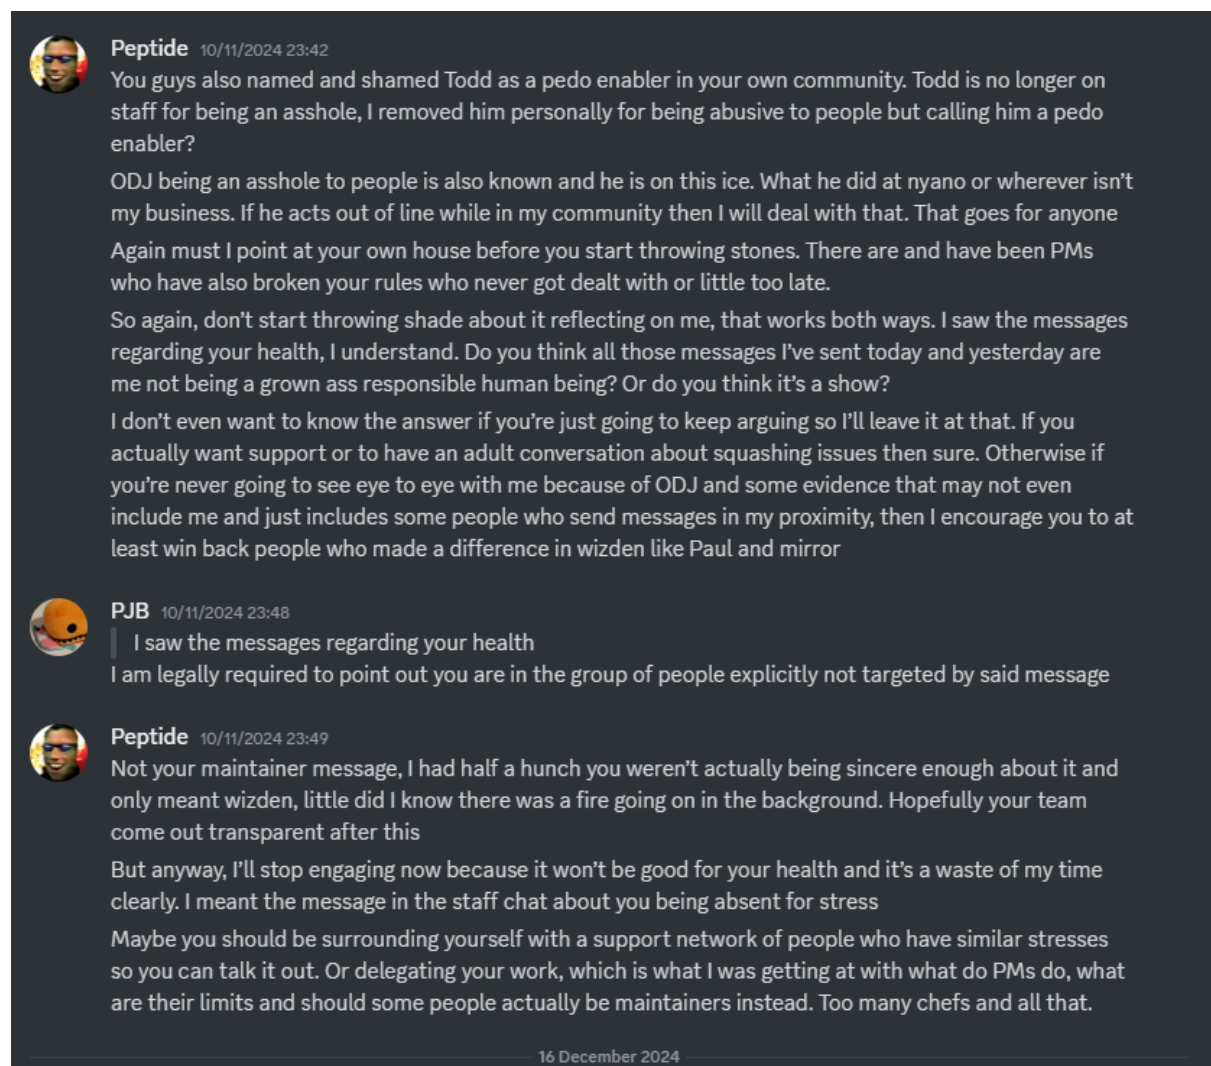 Peptide 10/11/2024 23:42
You guys also named and shamed Todd as a pedo enabler in your own community. Todd is no longer on
staff for being an asshole, I removed him personally for being abusive to people but calling him a pedo
enabler?
ODJ being an asshole to people is also known and he is on this ice. What he did at nyano or wherever isn't
my business. If he acts out of line while in my community then I will deal with that. That goes for anyone
Again must I point at your own house before you start throwing stones. There are and have been PMs
who have also broken your rules who never got dealt with or little too late.
So again, don't start throwing shade about it reflecting on me, that works both ways. I saw the messages
regarding your health, I understand. Do you think all those messages I've sent today and yesterday are
me not being a grown ass responsible human being? Or do you think it's a show?
I don't even want to know the answer if you're just going to keep arguing so I'll leave it at that. If you
actually want support or to have an adult conversation about squashing issues then sure. Otherwise if
you're never going to see eye to eye with me because of ODJ and some evidence that may not even
include me and just includes some people who send messages in my proximity, then I encourage you to at
least win back people who made a difference in wizden like Paul and mirror
PJB 10/11/2024 23:48
I saw the messages regarding your health
I am legally required to point out you are in the group of people explicitly not targeted by said message
Peptide 10/11/2024 23:49
Not your maintainer message, I had half a hunch you weren't actually being sincere enough about it and
only meant wizden, little did I know there was a fire going on in the background. Hopefully your team
come out transparent after this
But anyway, I'll stop engaging now because it won't be good for your health and it's a waste of my time
clearly. I meant the message in the staff chat about you being absent for stress
Maybe you should be surrounding yourself with a support network of people who have similar stresses
so you can talk it out. Or delegating your work, which is what I was getting at with what do PMs do, what
are their limits and should some people actually be maintainers instead. Too many chefs and all that.
16 December 2024